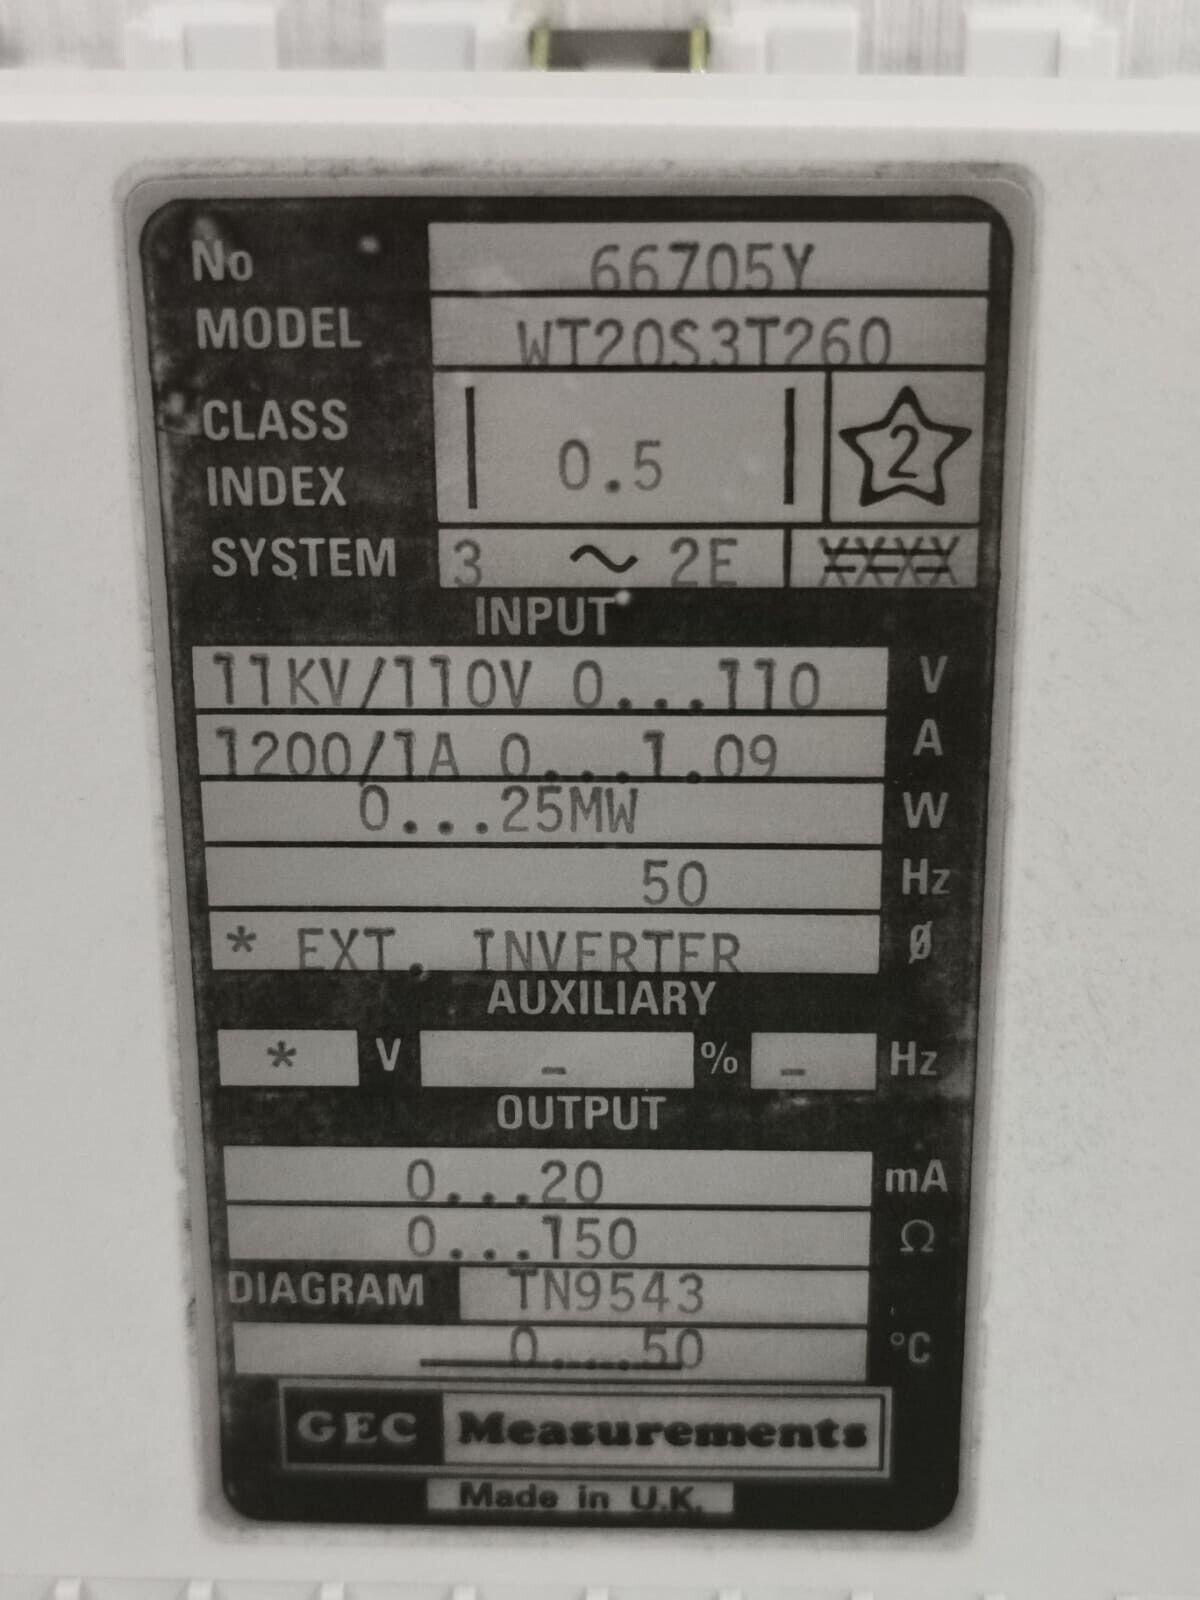 No 66705Y
MODEL WT20S3T260
CLASS
INDEX 0.5 2
SYSTEM 3 ~ 2E
INPUT
11KV/110V 0...110 V
1200/1A 0...1.09 A
0...25MW W
50 Hz
* EXT. INVERTER Ø
AUXILIARY
* V - % - Hz
OUTPUT
0...20 mA
0...150 Ω
DIAGRAM TN9543
0...50 °C
GEC Measurements
Made in U.K.